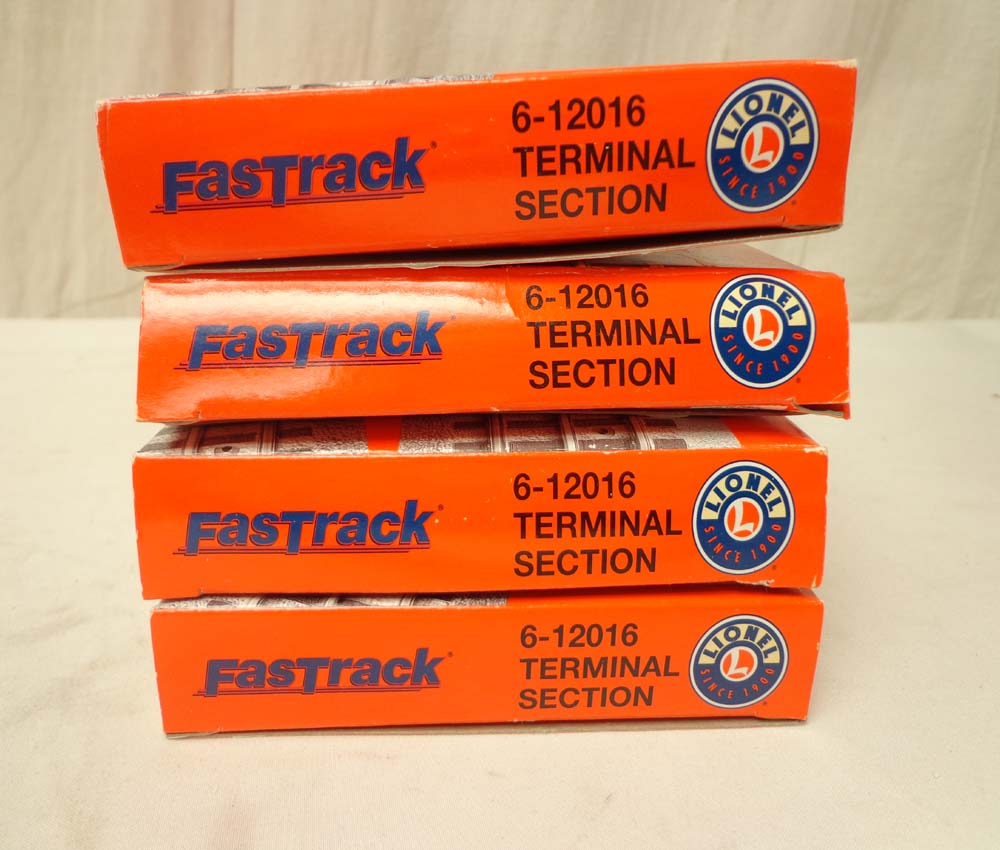 FasTrack
6-12016
TERMINAL
SECTION
LIONEL
L
SINCE 1900
FasTrack
6-12016
TERMINAL
SECTION
LIONEL
L
SINCE 1900
FasTrack
6-12016
TERMINAL
SECTION
LIONEL
L
SINCE 1900
FasTrack
6-12016
TERMINAL
SECTION
LIONEL
L
SINCE 1900